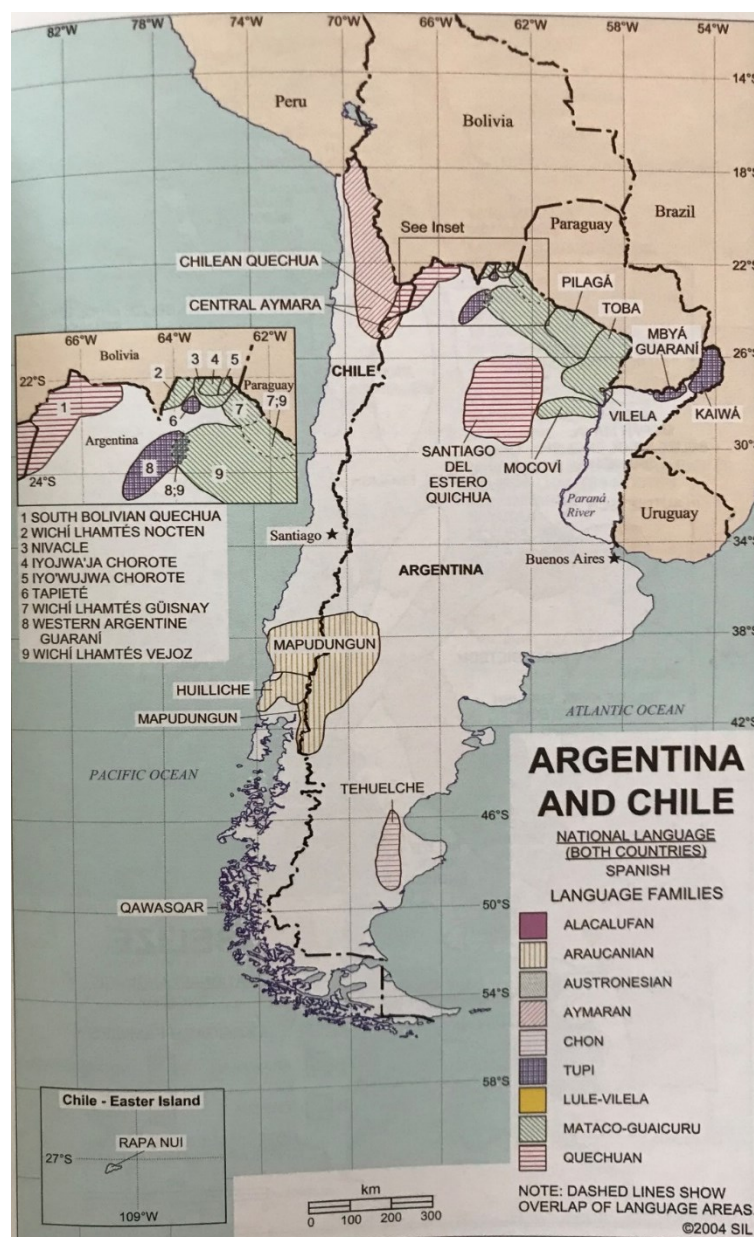 82°W
78°W
74°W
70°W
66°W
62°W
58°W
54°W
14°S
Peru
Bolivia
18°S
Brazil
Paraguay
See Inset
22°S
CHILEAN QUECHUA
CENTRAL AYMARA
PILAGÁ
TOBA
MBYÁ
GUARANÍ
26°S
CHILE
VILELA
KAIWÁ
30°S
SANTIAGO
DEL
ESTERO
QUICHUA
MOCOVÍ
Paraná
River
Uruguay
Santiago
34°S
Buenos Aires
ARGENTINA
66°W
64°W
62°W
Bolivia
3
4
5
2
22°S
Paraguay
1
6
7
7;9
Argentina
8
9
24°S
8;9
1 SOUTH BOLIVIAN QUECHUA
2 WICHÍ LHAMTÉS NOCTEN
3 NIVACLE
4 IYOJWA'JA CHOROTE
5 IYO'WUJWA CHOROTE
6 TAPIETÉ
7 WICHÍ LHAMTÉS GÜISNAY
8 WESTERN ARGENTINE
GUARANÍ
9 WICHÍ LHAMTÉS VEJOZ
MAPUDUNGUN
38°S
HUILLICHE
MAPUDUNGUN
ATLANTIC OCEAN
42°S
PACIFIC OCEAN
TEHUELCHE
46°S
QAWASQAR
50°S
54°S
58°S
ARGENTINA
AND CHILE
NATIONAL LANGUAGE
(BOTH COUNTRIES)
SPANISH
LANGUAGE FAMILIES
ALACALUFAN
ARAUCANIAN
AUSTRONESIAN
AYMARAN
CHON
TUPI
LULE-VILELA
MATACO-GUAICURU
QUECHUAN
NOTE: DASHED LINES SHOW
OVERLAP OF LANGUAGE AREAS
©2004 SIL
Chile - Easter Island
RAPA NUI
27°S
109°W
km
0 100 200 300